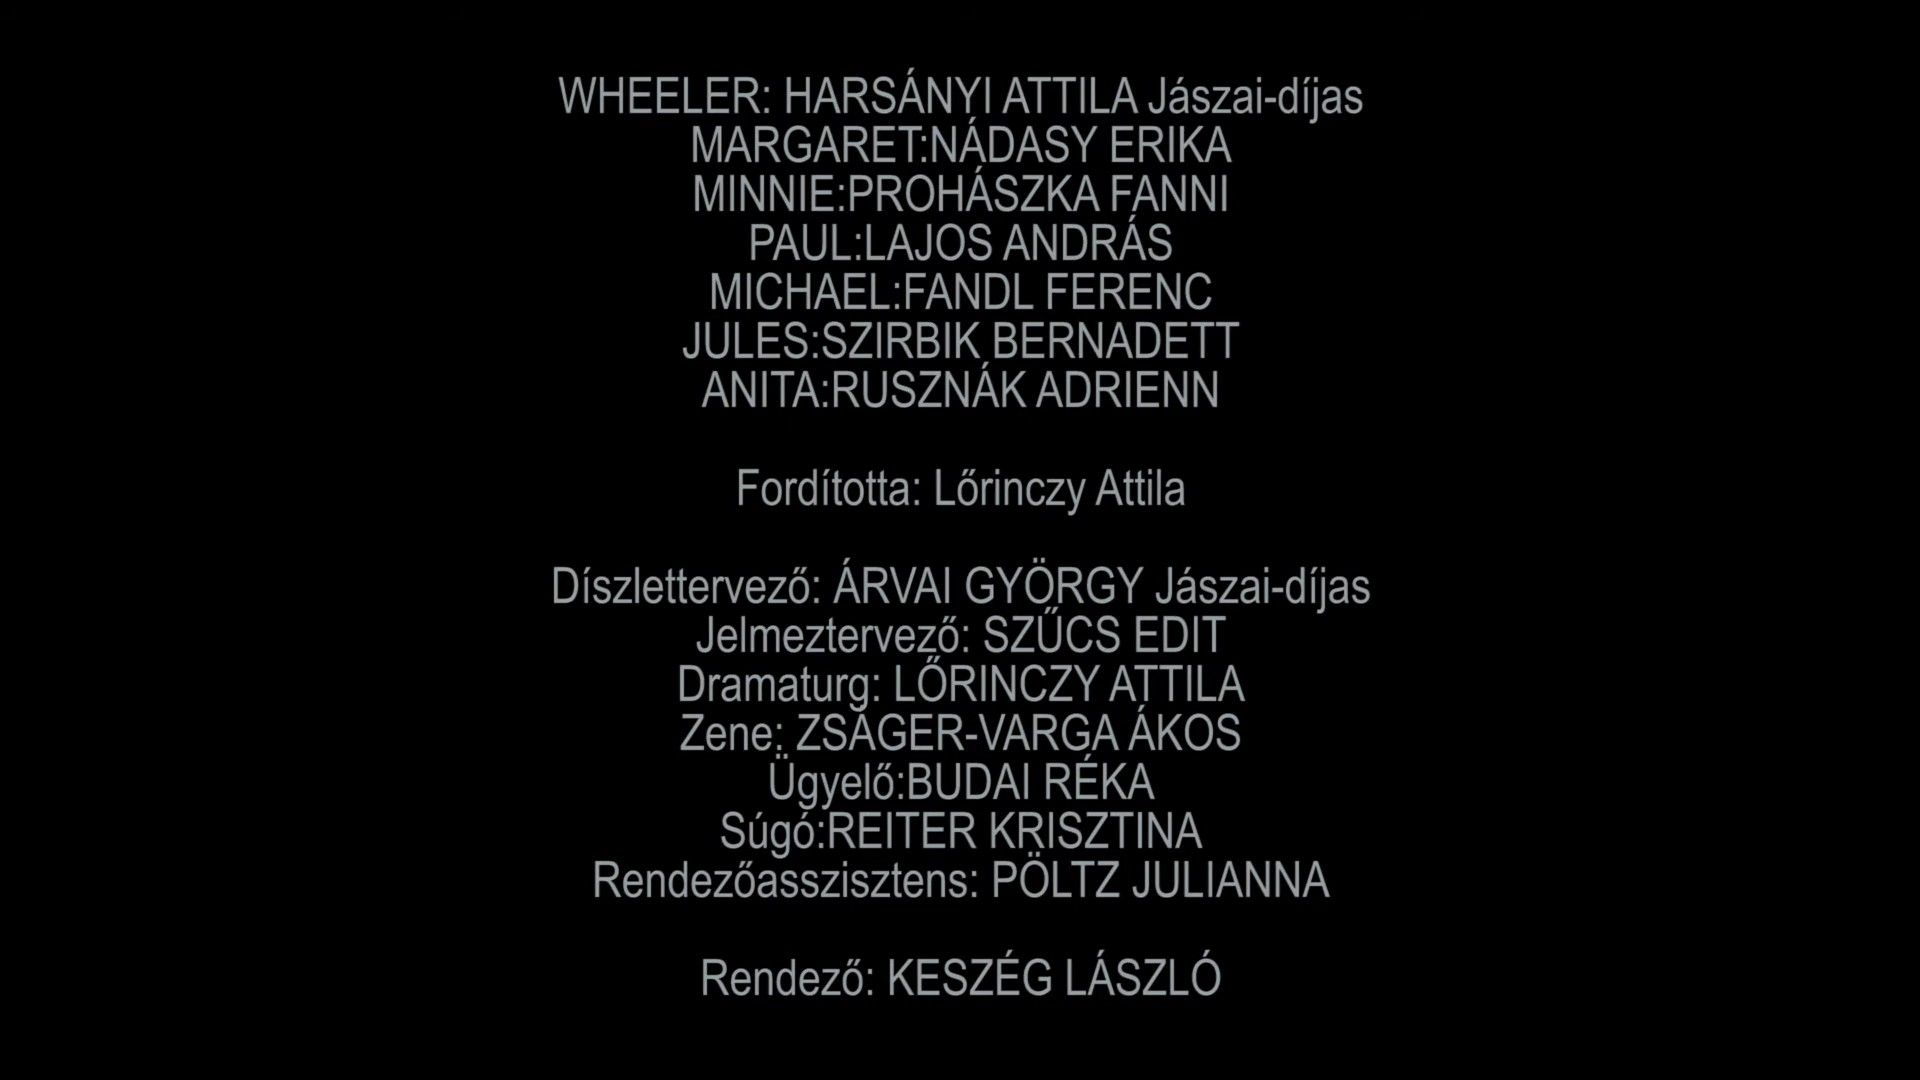 WHEELER: HARSÁNYI ATTILA Jászai-díjas
MARGARET:NÁDASY ERIKA
MINNIE:PROHÁSZKA FANNI
PAUL:LAJOS ANDRÁS
MICHAEL:FANDL FERENC
JULES:SZIRBIK BERNADETT
ANITA:RUSZNÁK ADRIENN
Fordította: Lőrinczy Attila
Díszlettervező: ÁRVAI GYÖRGY Jászai-díjas
Jelmeztervező: SZŰCS EDIT
Dramaturg: LŐRINCZY ATTILA
Zene: ZSÁGER-VARGA ÁKOS
Ügyelő:BUDAI RÉKA
Súgó:REITER KRISZTINA
Rendezőasszisztens: PÖLTZ JULIANNA
Rendező: KESZÉG LÁSZLÓ